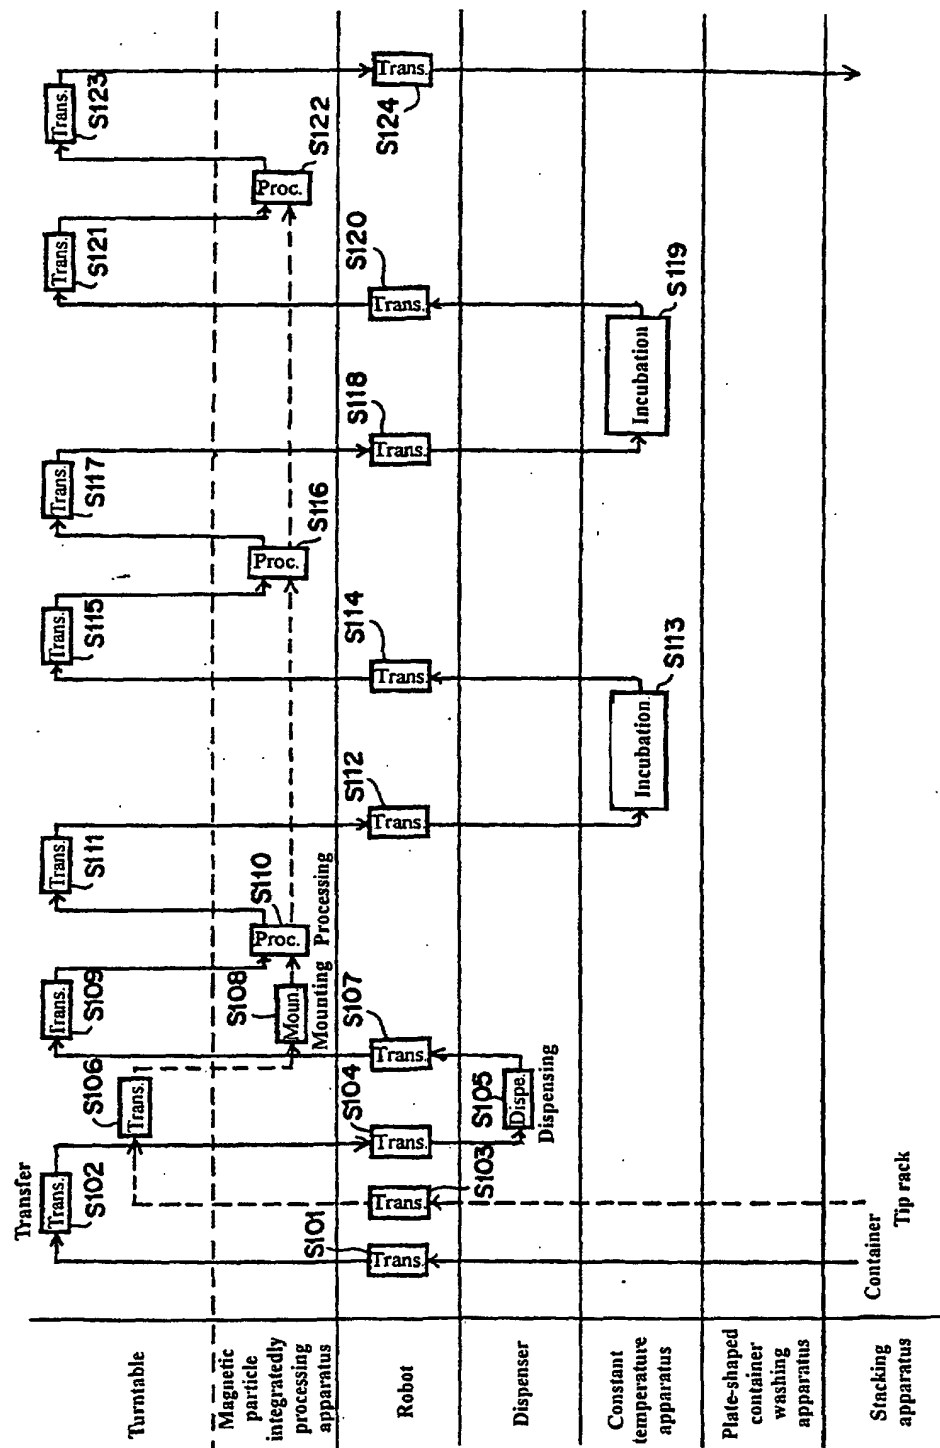 Turntable
Magnetic
particle
integratedly
processing
apparatus
Robot
Dispenser
Constant
temperature
apparatus
Plate-shaped
container
washing
apparatus
Stacking
apparatus
Container
Tip rack
Transfer
Trans.
S101
Trans.
S102
Trans.
S103
Trans.
S104
Dispe.
S105
Dispensing
Trans.
S106
Trans.
S107
Moun.
S108
Mounting
Trans.
S109
Proc.
S110
Processing
Trans.
S111
Trans.
S112
Incubation
S113
Trans.
S114
Trans.
S115
Proc.
S116
Trans.
S117
Trans.
S118
Incubation
S119
Trans.
S120
Trans.
S121
Proc.
S122
Trans.
S123
Trans.
S124